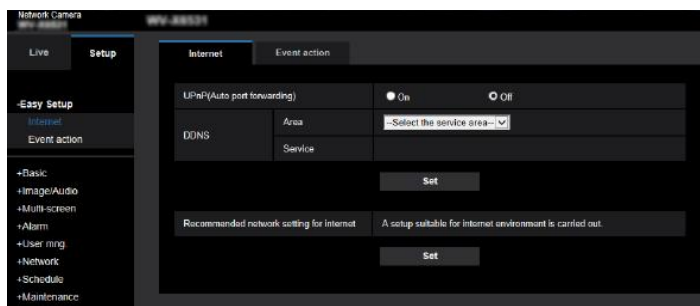 Network Camera
Live
Setup
Internet
Event action
-Easy Setup
Internet
Event action
+Basic
+Image/Audio
+Multi-screen
+Alarm
+User mng.
+Network
+Schedule
+Maintenance
UPnP(Auto port forwarding)
On
Off
DDNS
Area
--Select the service area--
Service
Set
Recommended network setting for internet
A setup suitable for internet environment is carried out.
Set